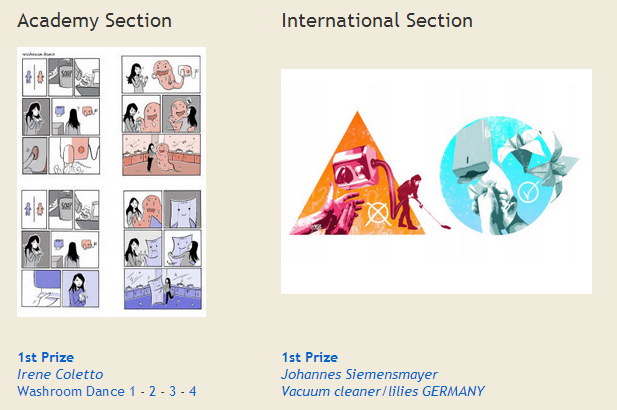 Academy Section
International Section
washroom dance
SOAP
SOAP
1st Prize
Irene Coletto
Washroom Dance 1 - 2 - 3 - 4
1st Prize
Johannes Siemensmayer
Vacuum cleaner/lilies GERMANY